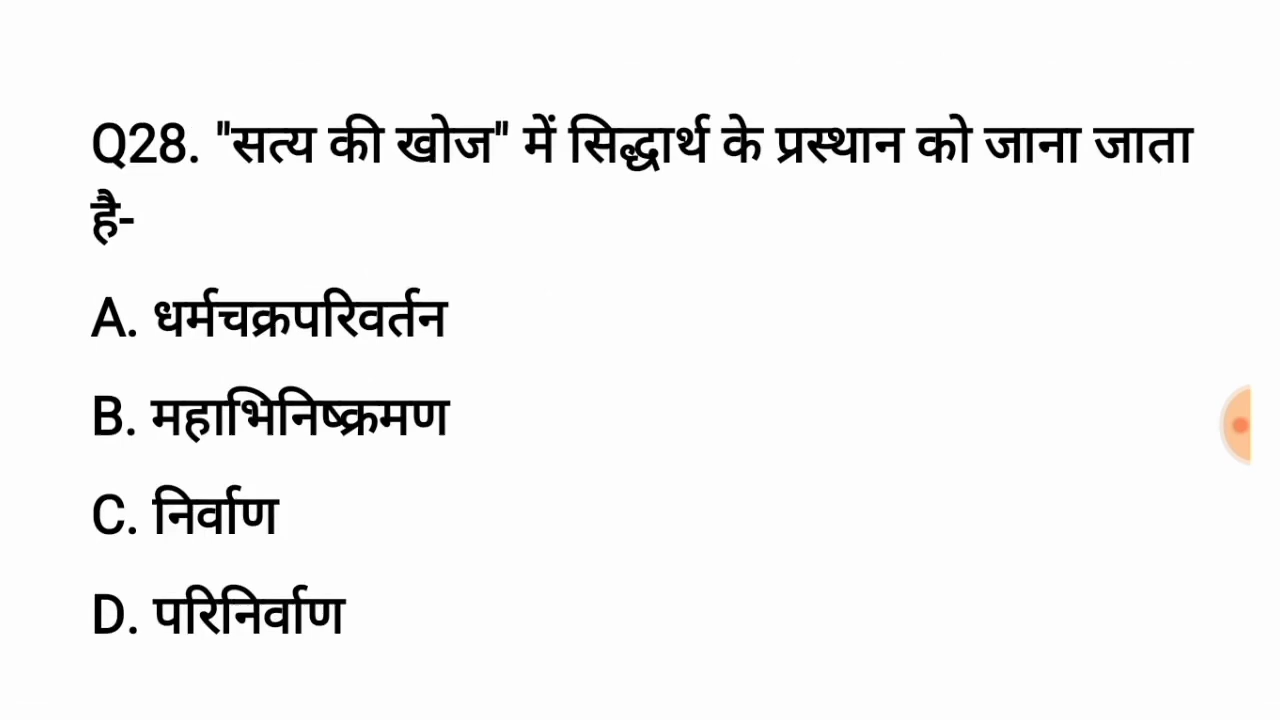 Q28. "सत्य की खोज" में सिद्धार्थ के प्रस्थान को जाना जाता
है-
A. धर्मचक्रपरिवर्तन
B. महाभिनिष्क्रमण
C. निर्वाण
D. परिनिर्वाण